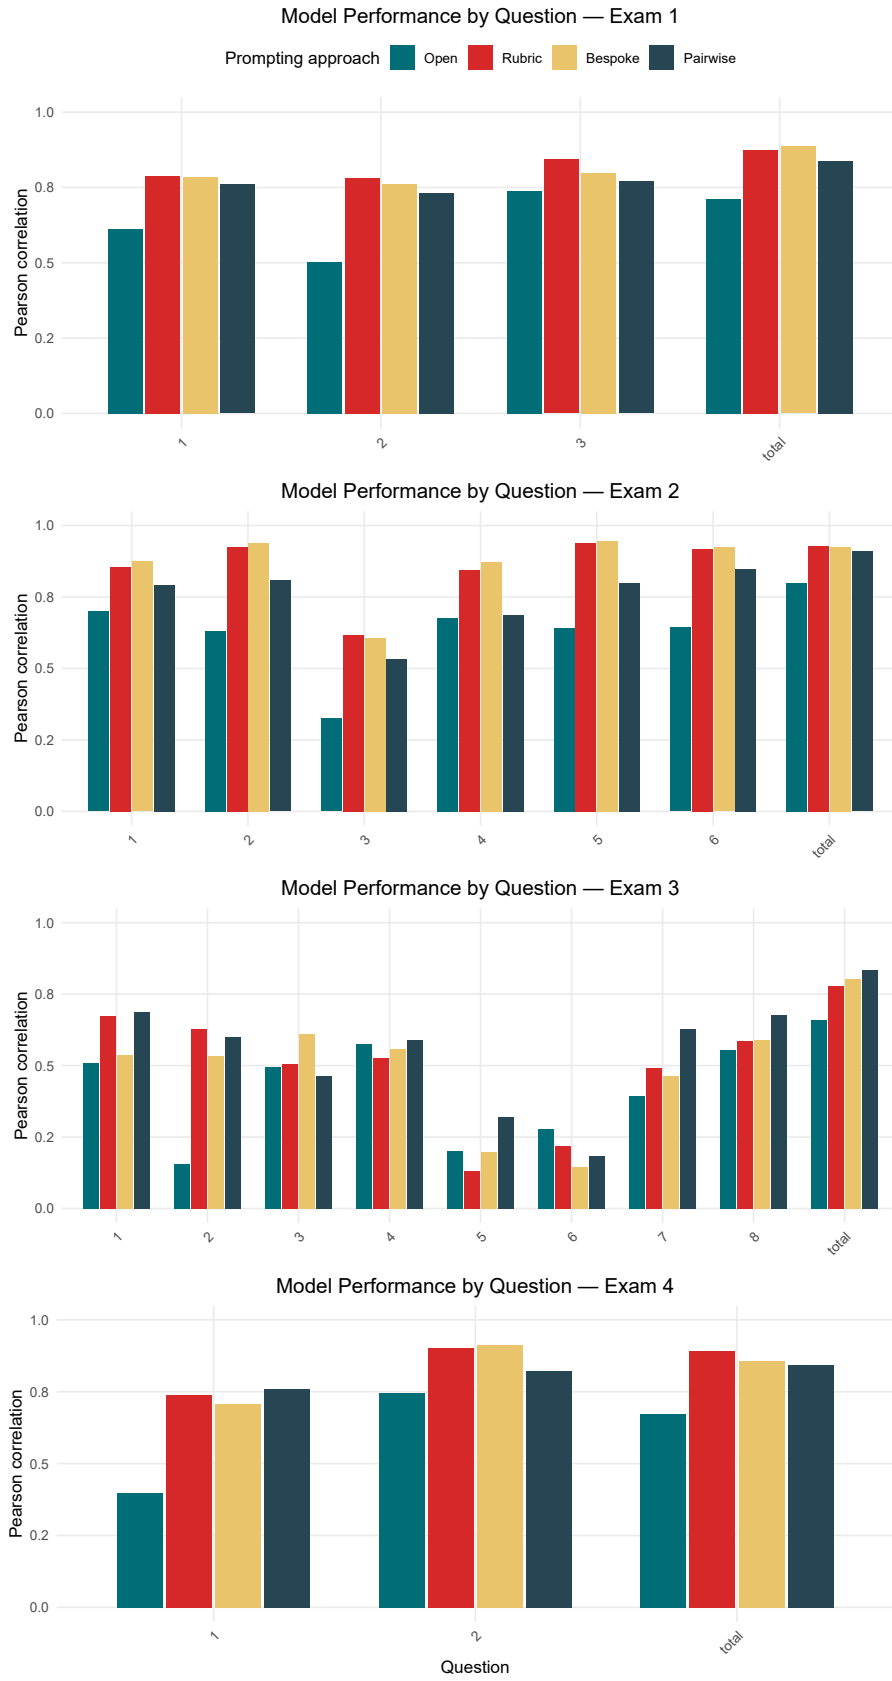 Model Performance by Question — Exam 1
Prompting approach Open Rubric Bespoke Pairwise
Pearson correlation
1.0
0.8
0.5
0.2
0.0
1 2 3 total
Model Performance by Question — Exam 2
Pearson correlation
1.0
0.8
0.5
0.2
0.0
1 2 3 4 5 6 total
Model Performance by Question — Exam 3
Pearson correlation
1.0
0.8
0.5
0.2
0.0
1 2 3 4 5 6 7 8 total
Model Performance by Question — Exam 4
Pearson correlation
1.0
0.8
0.5
0.2
0.0
1 2 total
Question